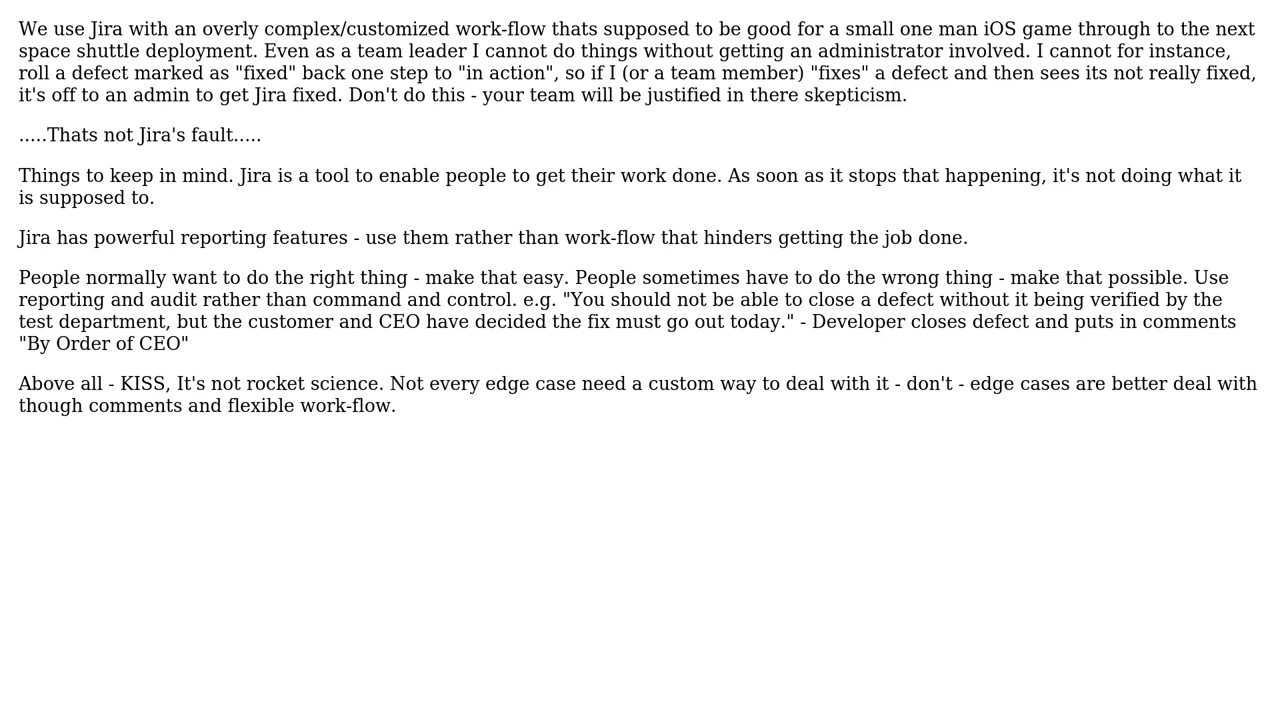 We use Jira with an overly complex/customized work-flow thats supposed to be good for a small one man iOS game through to the next
space shuttle deployment. Even as a team leader I cannot do things without getting an administrator involved. I cannot for instance,
roll a defect marked as "fixed" back one step to "in action", so if I (or a team member) "fixes" a defect and then sees its not really fixed,
it's off to an admin to get Jira fixed. Don't do this - your team will be justified in there skepticism.
.....Thats not Jira's fault.....
Things to keep in mind. Jira is a tool to enable people to get their work done. As soon as it stops that happening, it's not doing what it
is supposed to.
Jira has powerful reporting features - use them rather than work-flow that hinders getting the job done.
People normally want to do the right thing - make that easy. People sometimes have to do the wrong thing - make that possible. Use
reporting and audit rather than command and control. e.g. "You should not be able to close a defect without it being verified by the
test department, but the customer and CEO have decided the fix must go out today." - Developer closes defect and puts in comments
"By Order of CEO"
Above all - KISS, It's not rocket science. Not every edge case need a custom way to deal with it - don't - edge cases are better deal with
though comments and flexible work-flow.